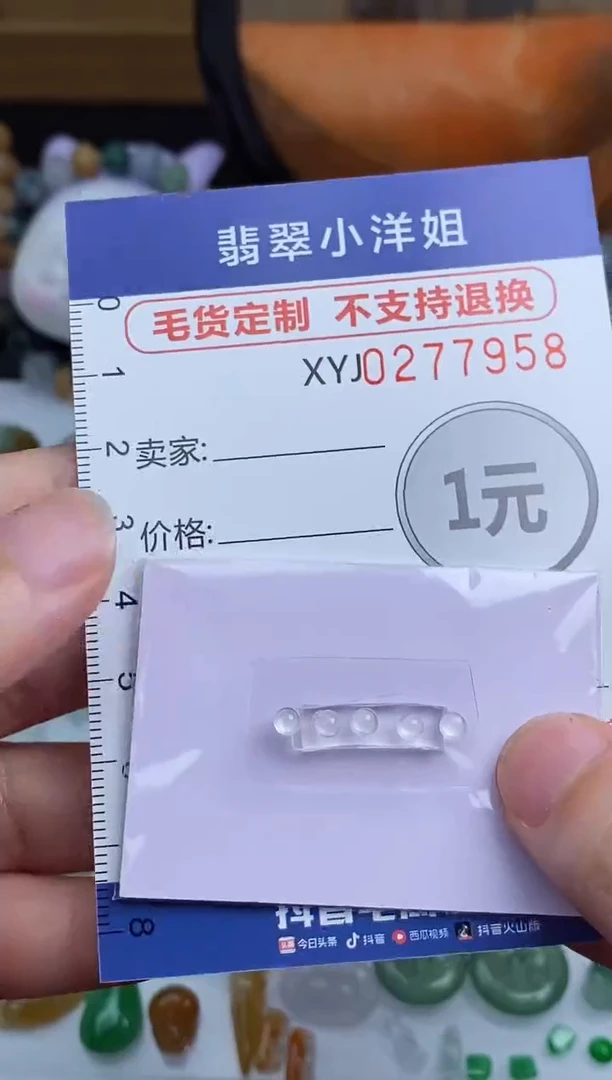 翡翠小洋姐
毛货定制 不支持退换
XYJ0277958
0
1
2
卖家:
1元
3
价格:
4
5
8
今日头条 抖音 西瓜视频 抖音火山版